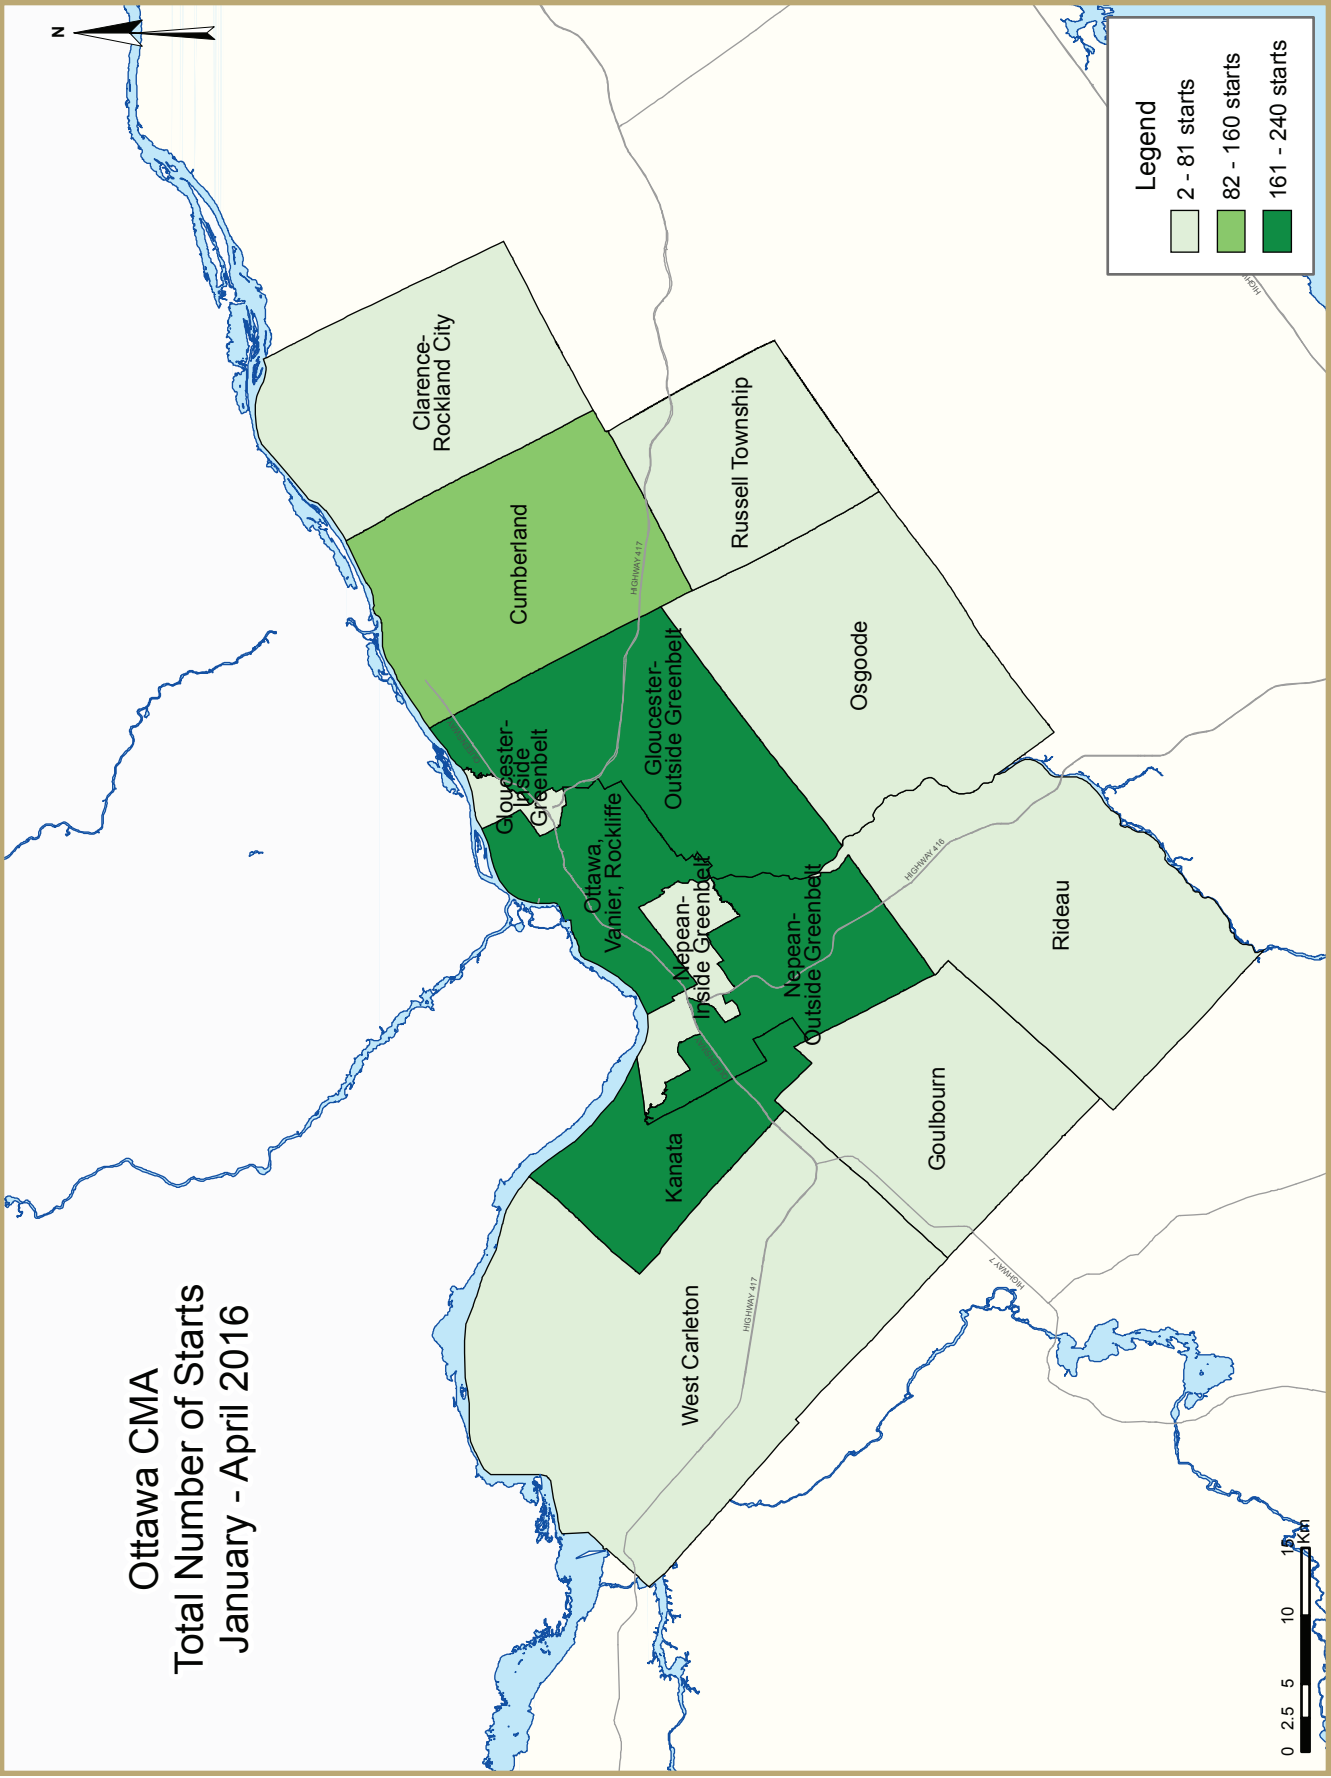 Ottawa CMA
Total Number of Starts
January - April 2016
N
Clarence-
Rockland City
Cumberland
Russell Township
HIGHWAY 417
Gloucester-
Inside
Greenbelt
Gloucester-
Outside Greenbelt
Osgoode
Ottawa,
Vanier, Rockliffe
Nepean-
Inside Greenbelt
Nepean-
Outside Greenbelt
HIGHWAY 416
Rideau
Kanata
Goulbourn
West Carleton
HIGHWAY 417
HIGHWAY 7
Legend
2 - 81 starts
82 - 160 starts
161 - 240 starts
0 2.5 5 10 15
Km